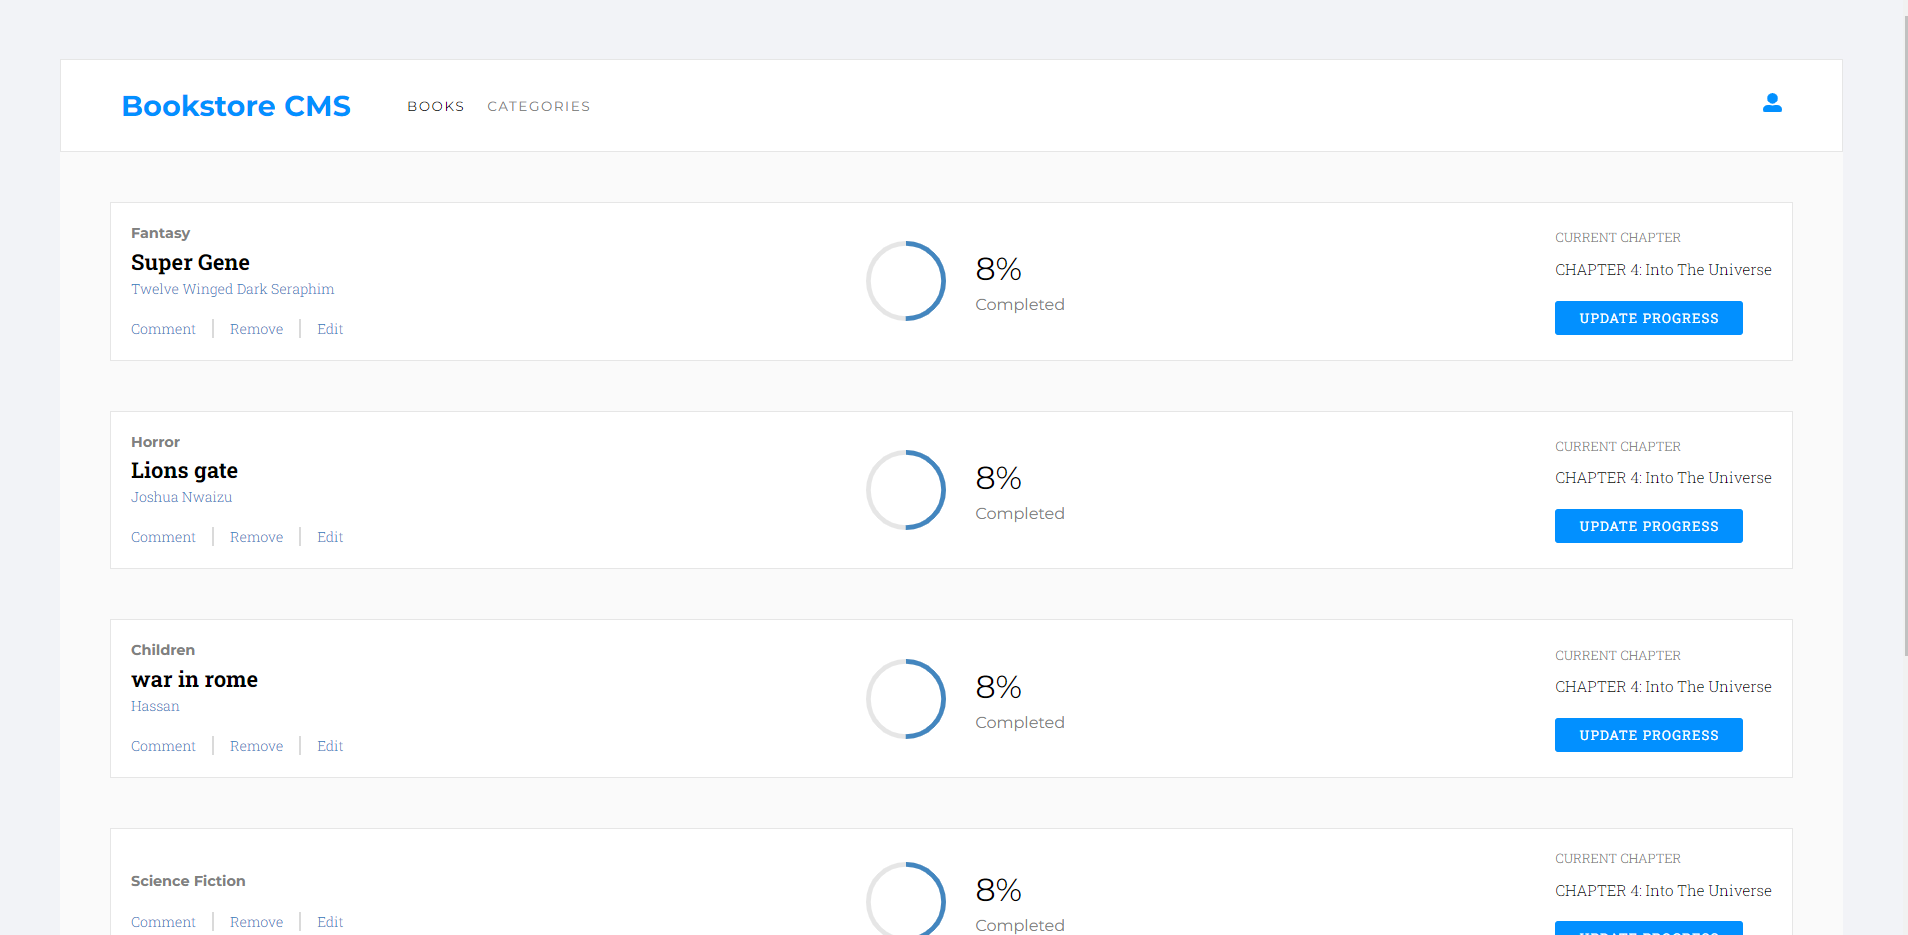 Bookstore CMS
BOOKS
CATEGORIES
Fantasy
Super Gene
Twelve Winged Dark Seraphim
Comment
Remove
Edit
8%
Completed
CURRENT CHAPTER
CHAPTER 4: Into The Universe
UPDATE PROGRESS
Horror
Lions gate
Joshua Nwaizu
Comment
Remove
Edit
8%
Completed
CURRENT CHAPTER
CHAPTER 4: Into The Universe
UPDATE PROGRESS
Children
war in rome
Hassan
Comment
Remove
Edit
8%
Completed
CURRENT CHAPTER
CHAPTER 4: Into The Universe
UPDATE PROGRESS
Science Fiction
Comment
Remove
Edit
8%
Completed
CURRENT CHAPTER
CHAPTER 4: Into The Universe